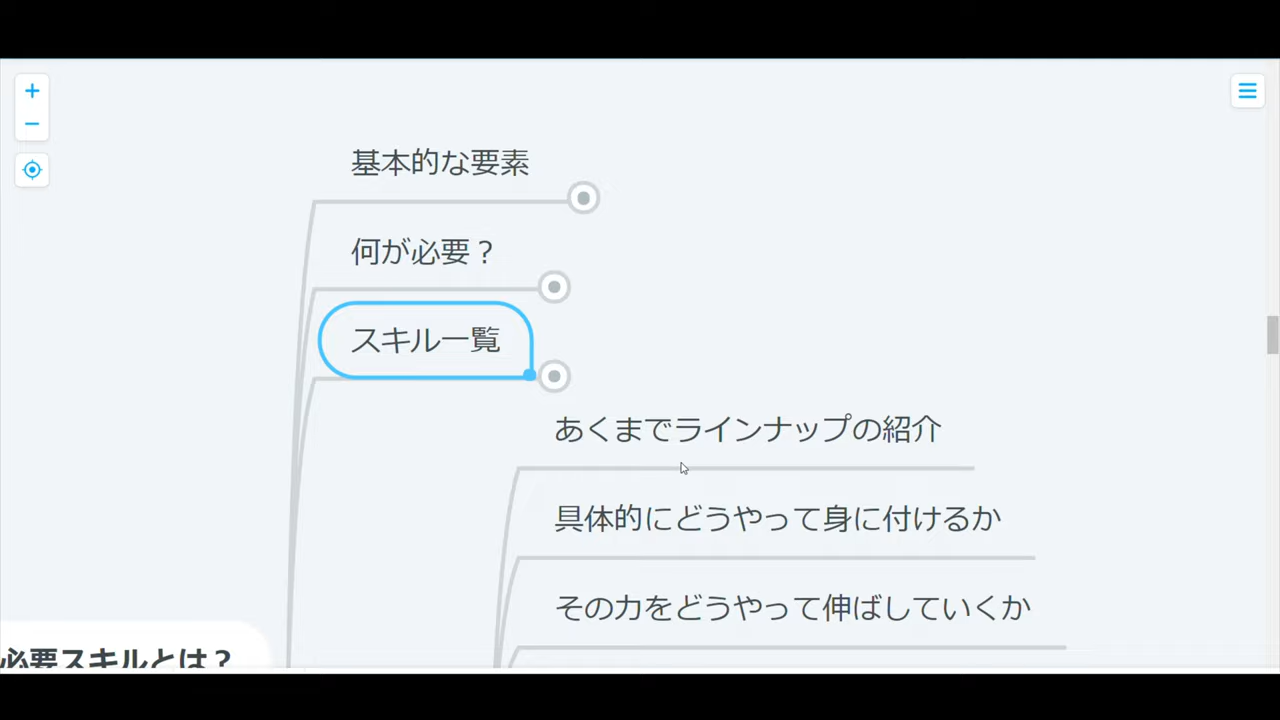 基本的な要素
何が必要？
スキル一覧
あくまでラインナップの紹介
具体的にどうやって身に付けるか
その力をどうやって伸ばしていくか
必要スキルとは？